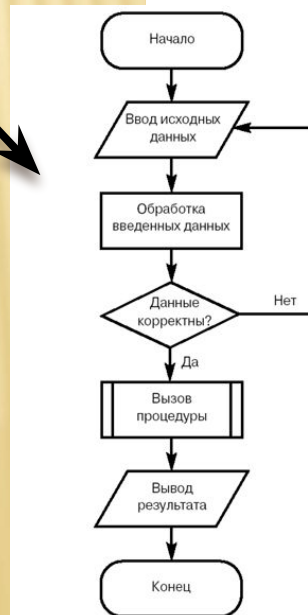 Начало
Ввод исходных
данных
Обработка
введенных данных
Данные
корректны?
Нет
Да
Вызов
процедуры
Вывод
результата
Конец